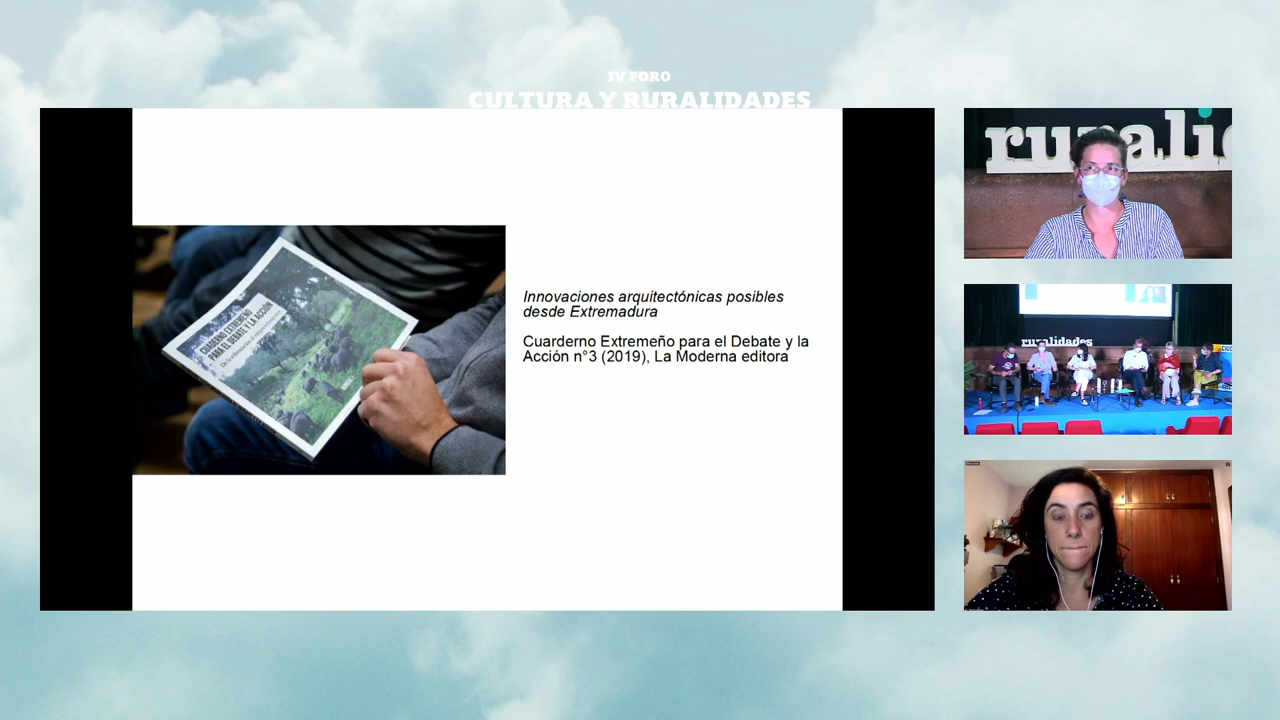 IV FORO
CULTURA Y RURALIDADES
ruralid
CUADERNO EXTREMEÑO
PARA EL DEBATE Y LA ACCIÓN
Innovaciones arquitectónicas posibles
desde Extremadura
Cuarderno Extremeño para el Debate y la
Acción n°3 (2019), La Moderna editora
ruralidades